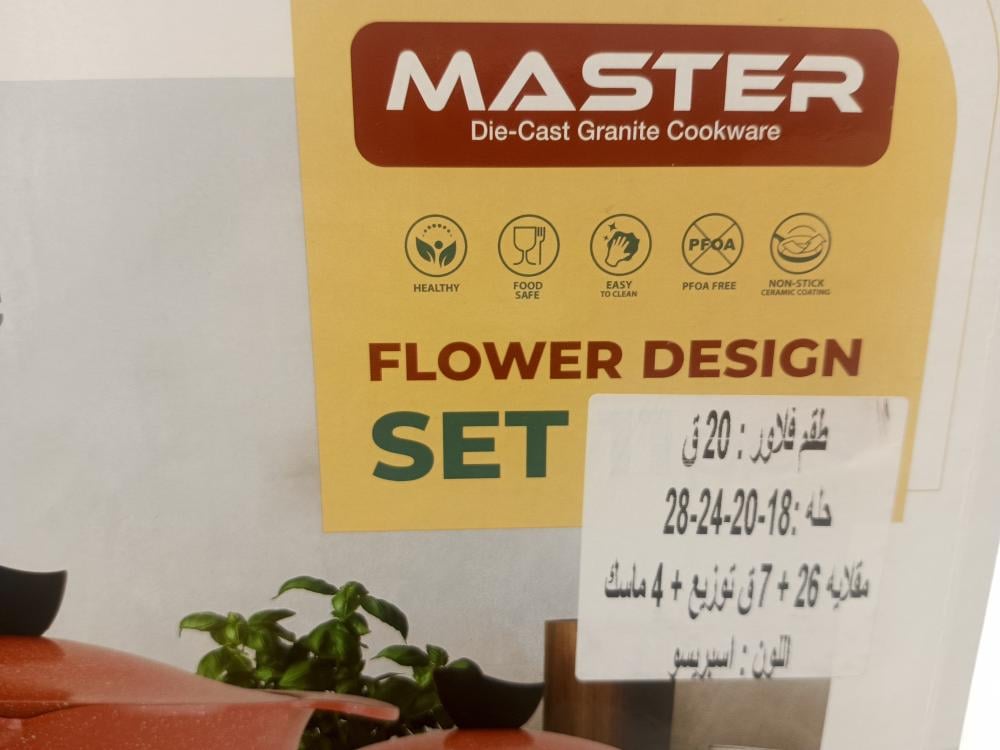 MASTER
Die-Cast Granite Cookware
HEALTHY
FOOD
SAFE
EASY
TO CLEAN
PFOA
PFOA FREE
NON-STICK
CERAMIC COATING
FLOWER DESIGN
SET
طقم فلاور : 20 ق
حله :18-20-24-28
مقلايه 26 + 7 ق توزيع + 4 ماسك
اللون : اسبريسو